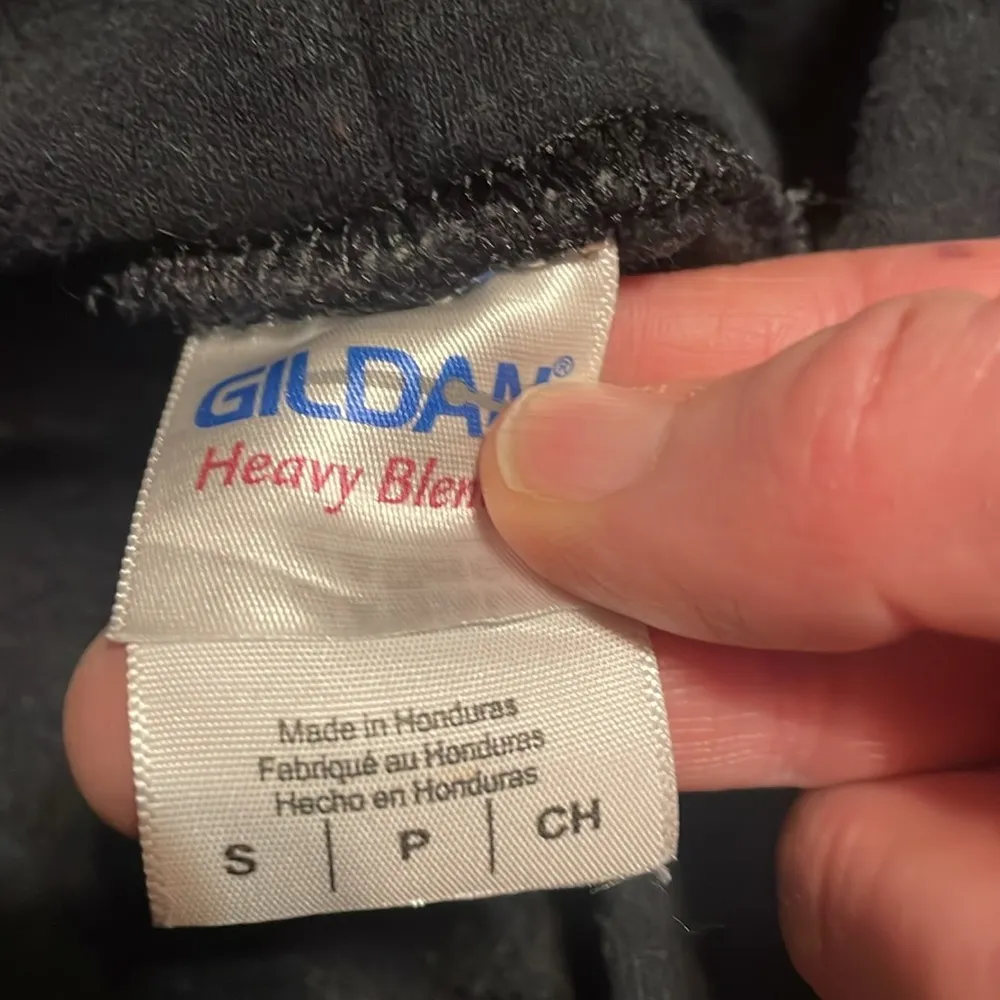 GILDAN®
Heavy Blen
Made in Honduras
Fabriqué au Honduras
Hecho en Honduras
S | P | CH